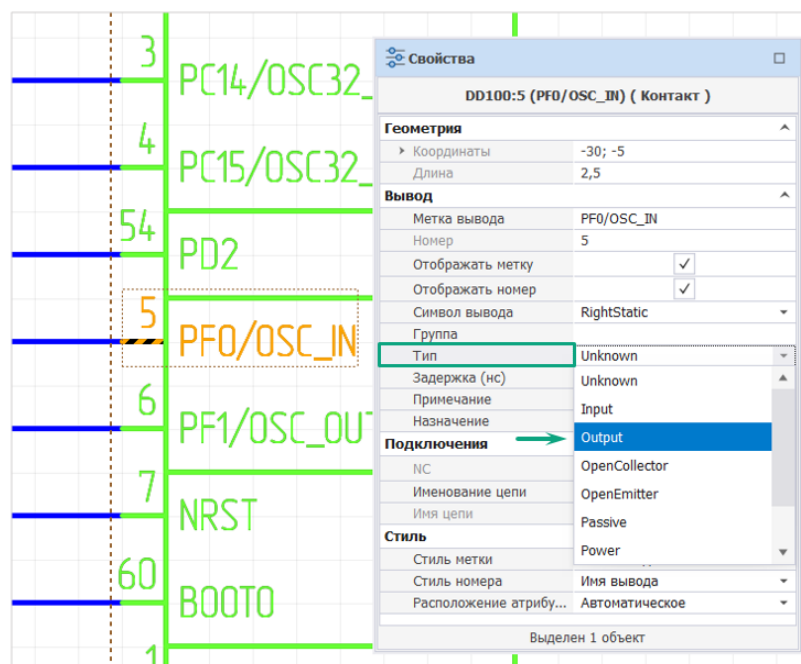 3
PC14/OSC32_
4
PC15/OSC32_
54
PD2
5
PF0/OSC_IN
6
PF1/OSC_OUT
7
NRST
60
BOOT0
1
Свойства
DD100:5 (PF0/OSC_IN) ( Контакт )
Геометрия
Координаты -30; -5
Длина 2,5
Вывод
Метка вывода PF0/OSC_IN
Номер 5
Отображать метку
Отображать номер
Символ вывода RightStatic
Группа
Тип Unknown
Задержка (нс) Unknown
Примечание Input
Назначение Output
Подключения
NC OpenCollector
Именование цепи OpenEmitter
Имя цепи Passive
Стиль Power
Стиль метки
Стиль номера Имя вывода
Расположение атрибу... Автоматическое
Выделен 1 объект